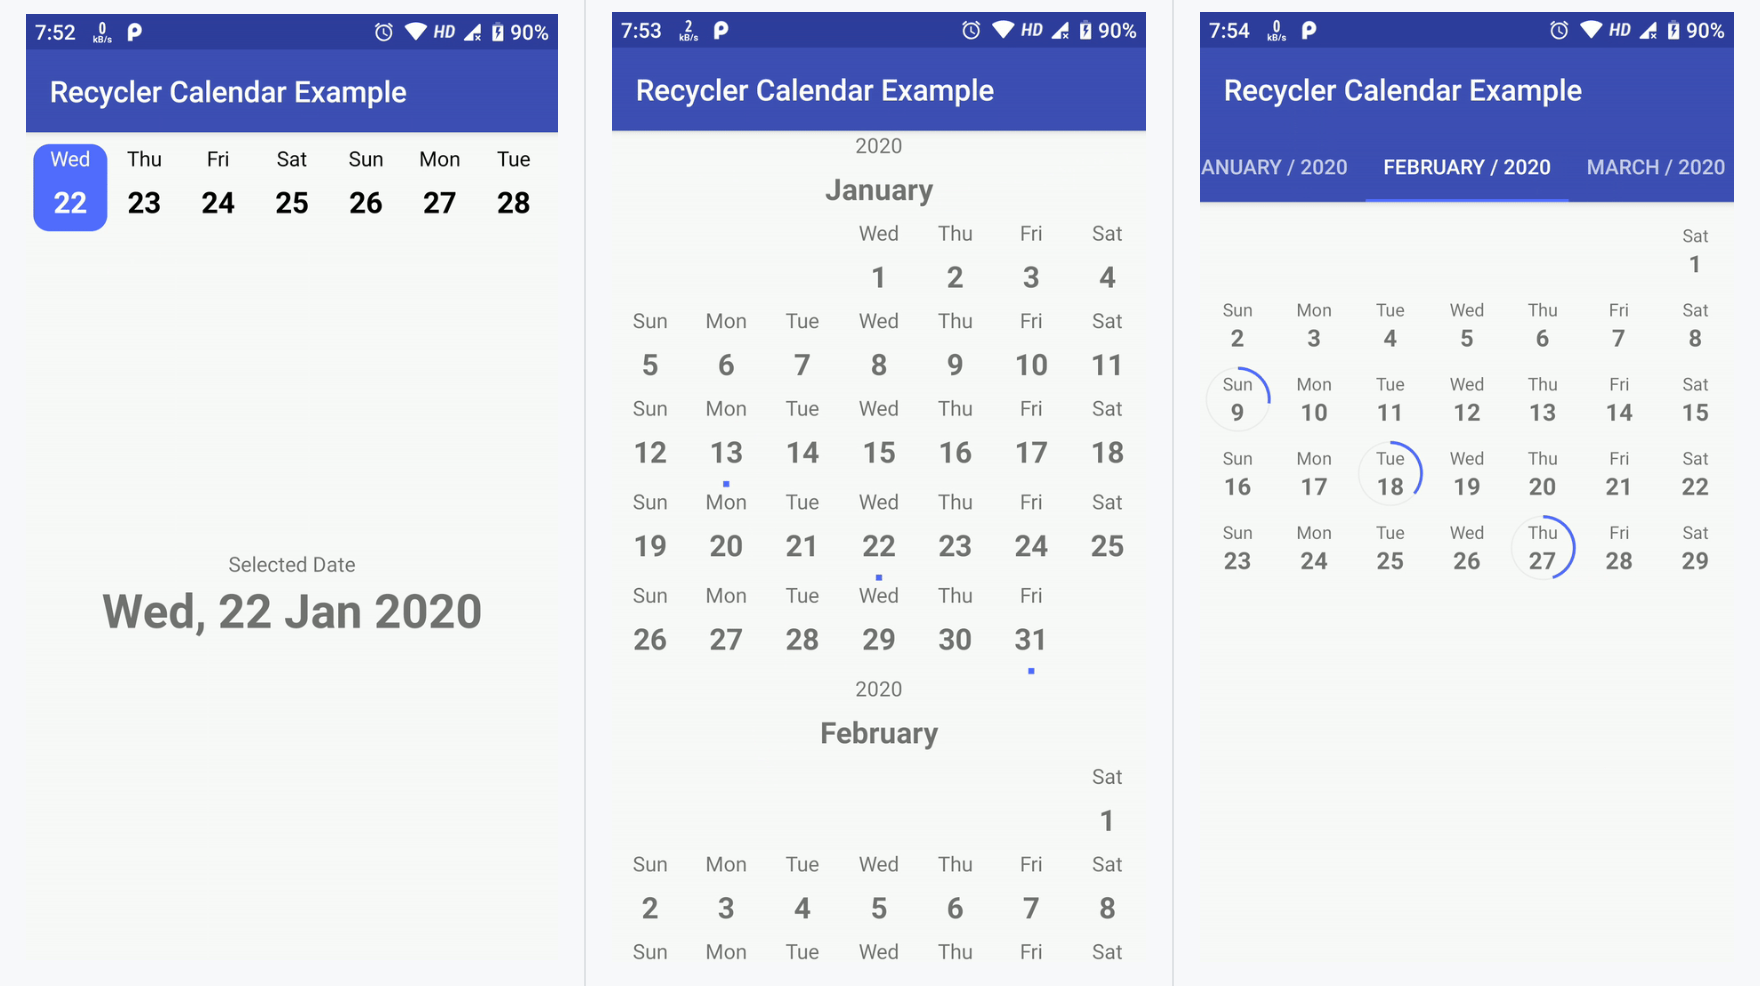 7:52 0 kB/s HD 90%
Recycler Calendar Example
Wed Thu Fri Sat Sun Mon Tue
22 23 24 25 26 27 28
Selected Date
Wed, 22 Jan 2020
7:53 2 kB/s HD 90%
Recycler Calendar Example
2020
January
Wed Thu Fri Sat
1 2 3 4
Sun Mon Tue Wed Thu Fri Sat
5 6 7 8 9 10 11
Sun Mon Tue Wed Thu Fri Sat
12 13 14 15 16 17 18
Sun Mon Tue Wed Thu Fri Sat
19 20 21 22 23 24 25
Sun Mon Tue Wed Thu Fri
26 27 28 29 30 31
2020
February
Sat
1
Sun Mon Tue Wed Thu Fri Sat
2 3 4 5 6 7 8
Sun Mon Tue Wed Thu Fri Sat
7:54 0 kB/s HD 90%
Recycler Calendar Example
ANUARY / 2020 FEBRUARY / 2020 MARCH / 2020
Sat
1
Sun Mon Tue Wed Thu Fri Sat
2 3 4 5 6 7 8
Sun Mon Tue Wed Thu Fri Sat
9 10 11 12 13 14 15
Sun Mon Tue Wed Thu Fri Sat
16 17 18 19 20 21 22
Sun Mon Tue Wed Thu Fri Sat
23 24 25 26 27 28 29